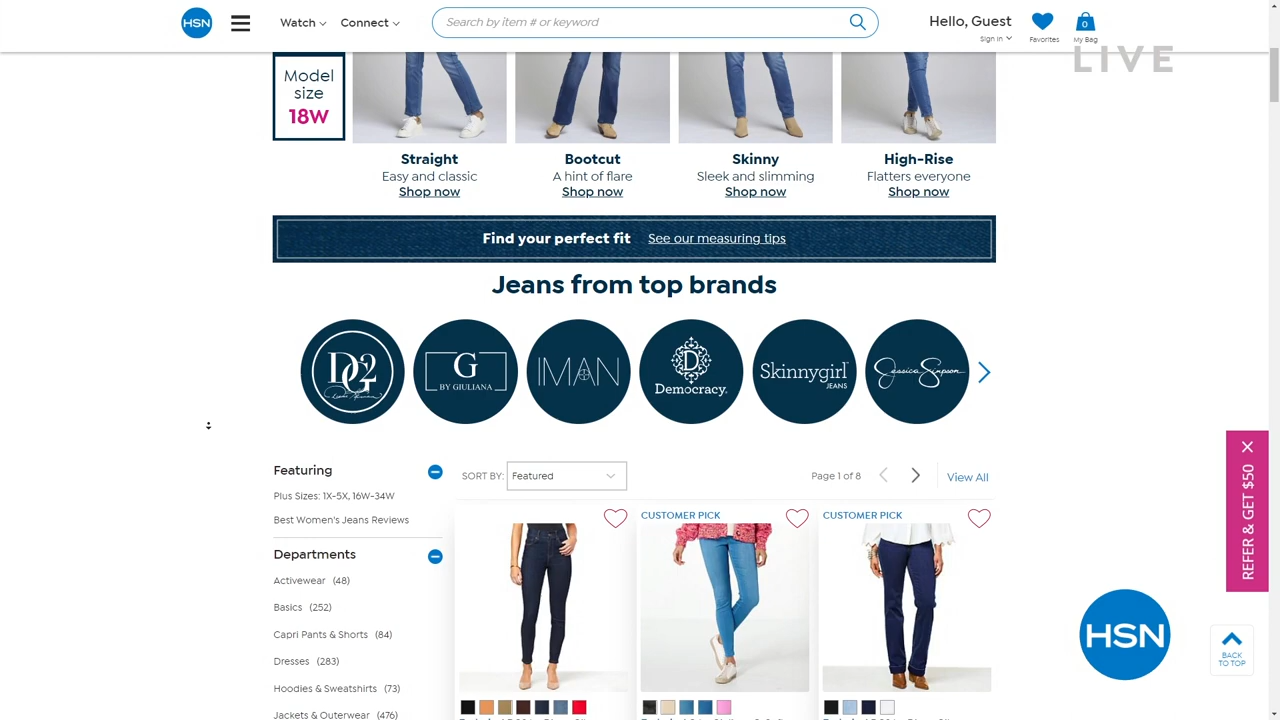 HSN
Watch
Connect
Search by item # or keyword
Hello, Guest
Sign In
Favorites
0
My Bag
LIVE
Model
size
18W
Straight
Easy and classic
Shop now
Bootcut
A hint of flare
Shop now
Skinny
Sleek and slimming
Shop now
High-Rise
Flatters everyone
Shop now
Find your perfect fit See our measuring tips
Jeans from top brands
DG2
G
BY GIULIANA
IMAN
D
Democracy.
Skinnygirl
JEANS
Jessica Simpson
Featuring
Plus Sizes: 1X-5X, 16W-34W
Best Women's Jeans Reviews
Departments
Activewear (48)
Basics (252)
Capri Pants & Shorts (84)
Dresses (283)
Hoodies & Sweatshirts (73)
Jackets & Outerwear (476)
SORT BY: Featured
Page 1 of 8
View All
CUSTOMER PICK
CUSTOMER PICK
REFER & GET $50
HSN
BACK
TO TOP